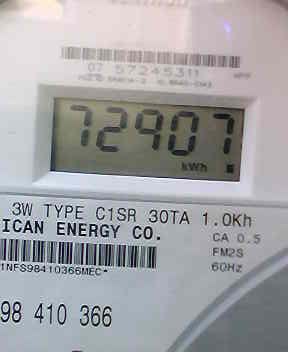 07 57245311
72907
kWh
3W TYPE C1SR 30TA 1.0Kh
ICAN ENERGY CO.
CA 0.5
FM2S
1NFS98410366MEC*
60Hz
98 410 366